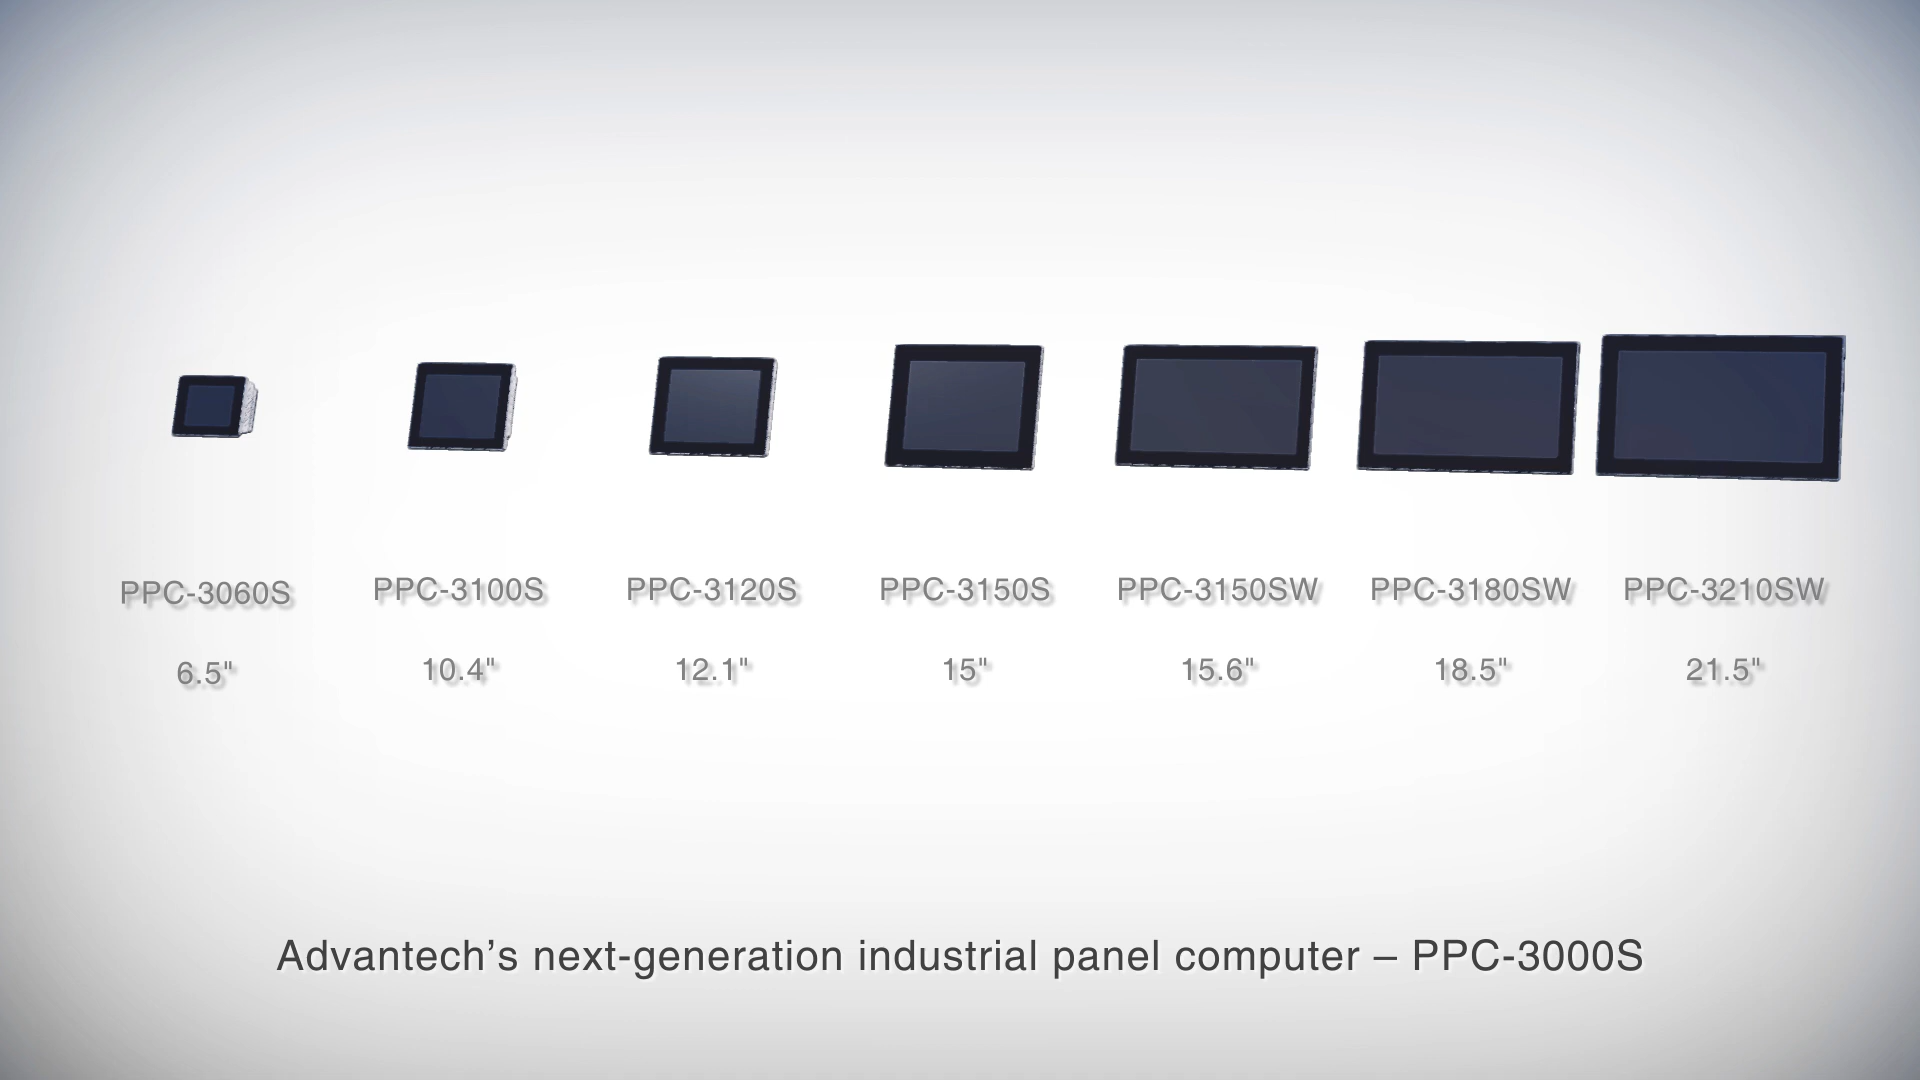 PPC-3060S PPC-3100S PPC-3120S PPC-3150S PPC-3150SW PPC-3180SW PPC-3210SW
6.5" 10.4" 12.1" 15" 15.6" 18.5" 21.5"
Advantech’s next-generation industrial panel computer – PPC-3000S